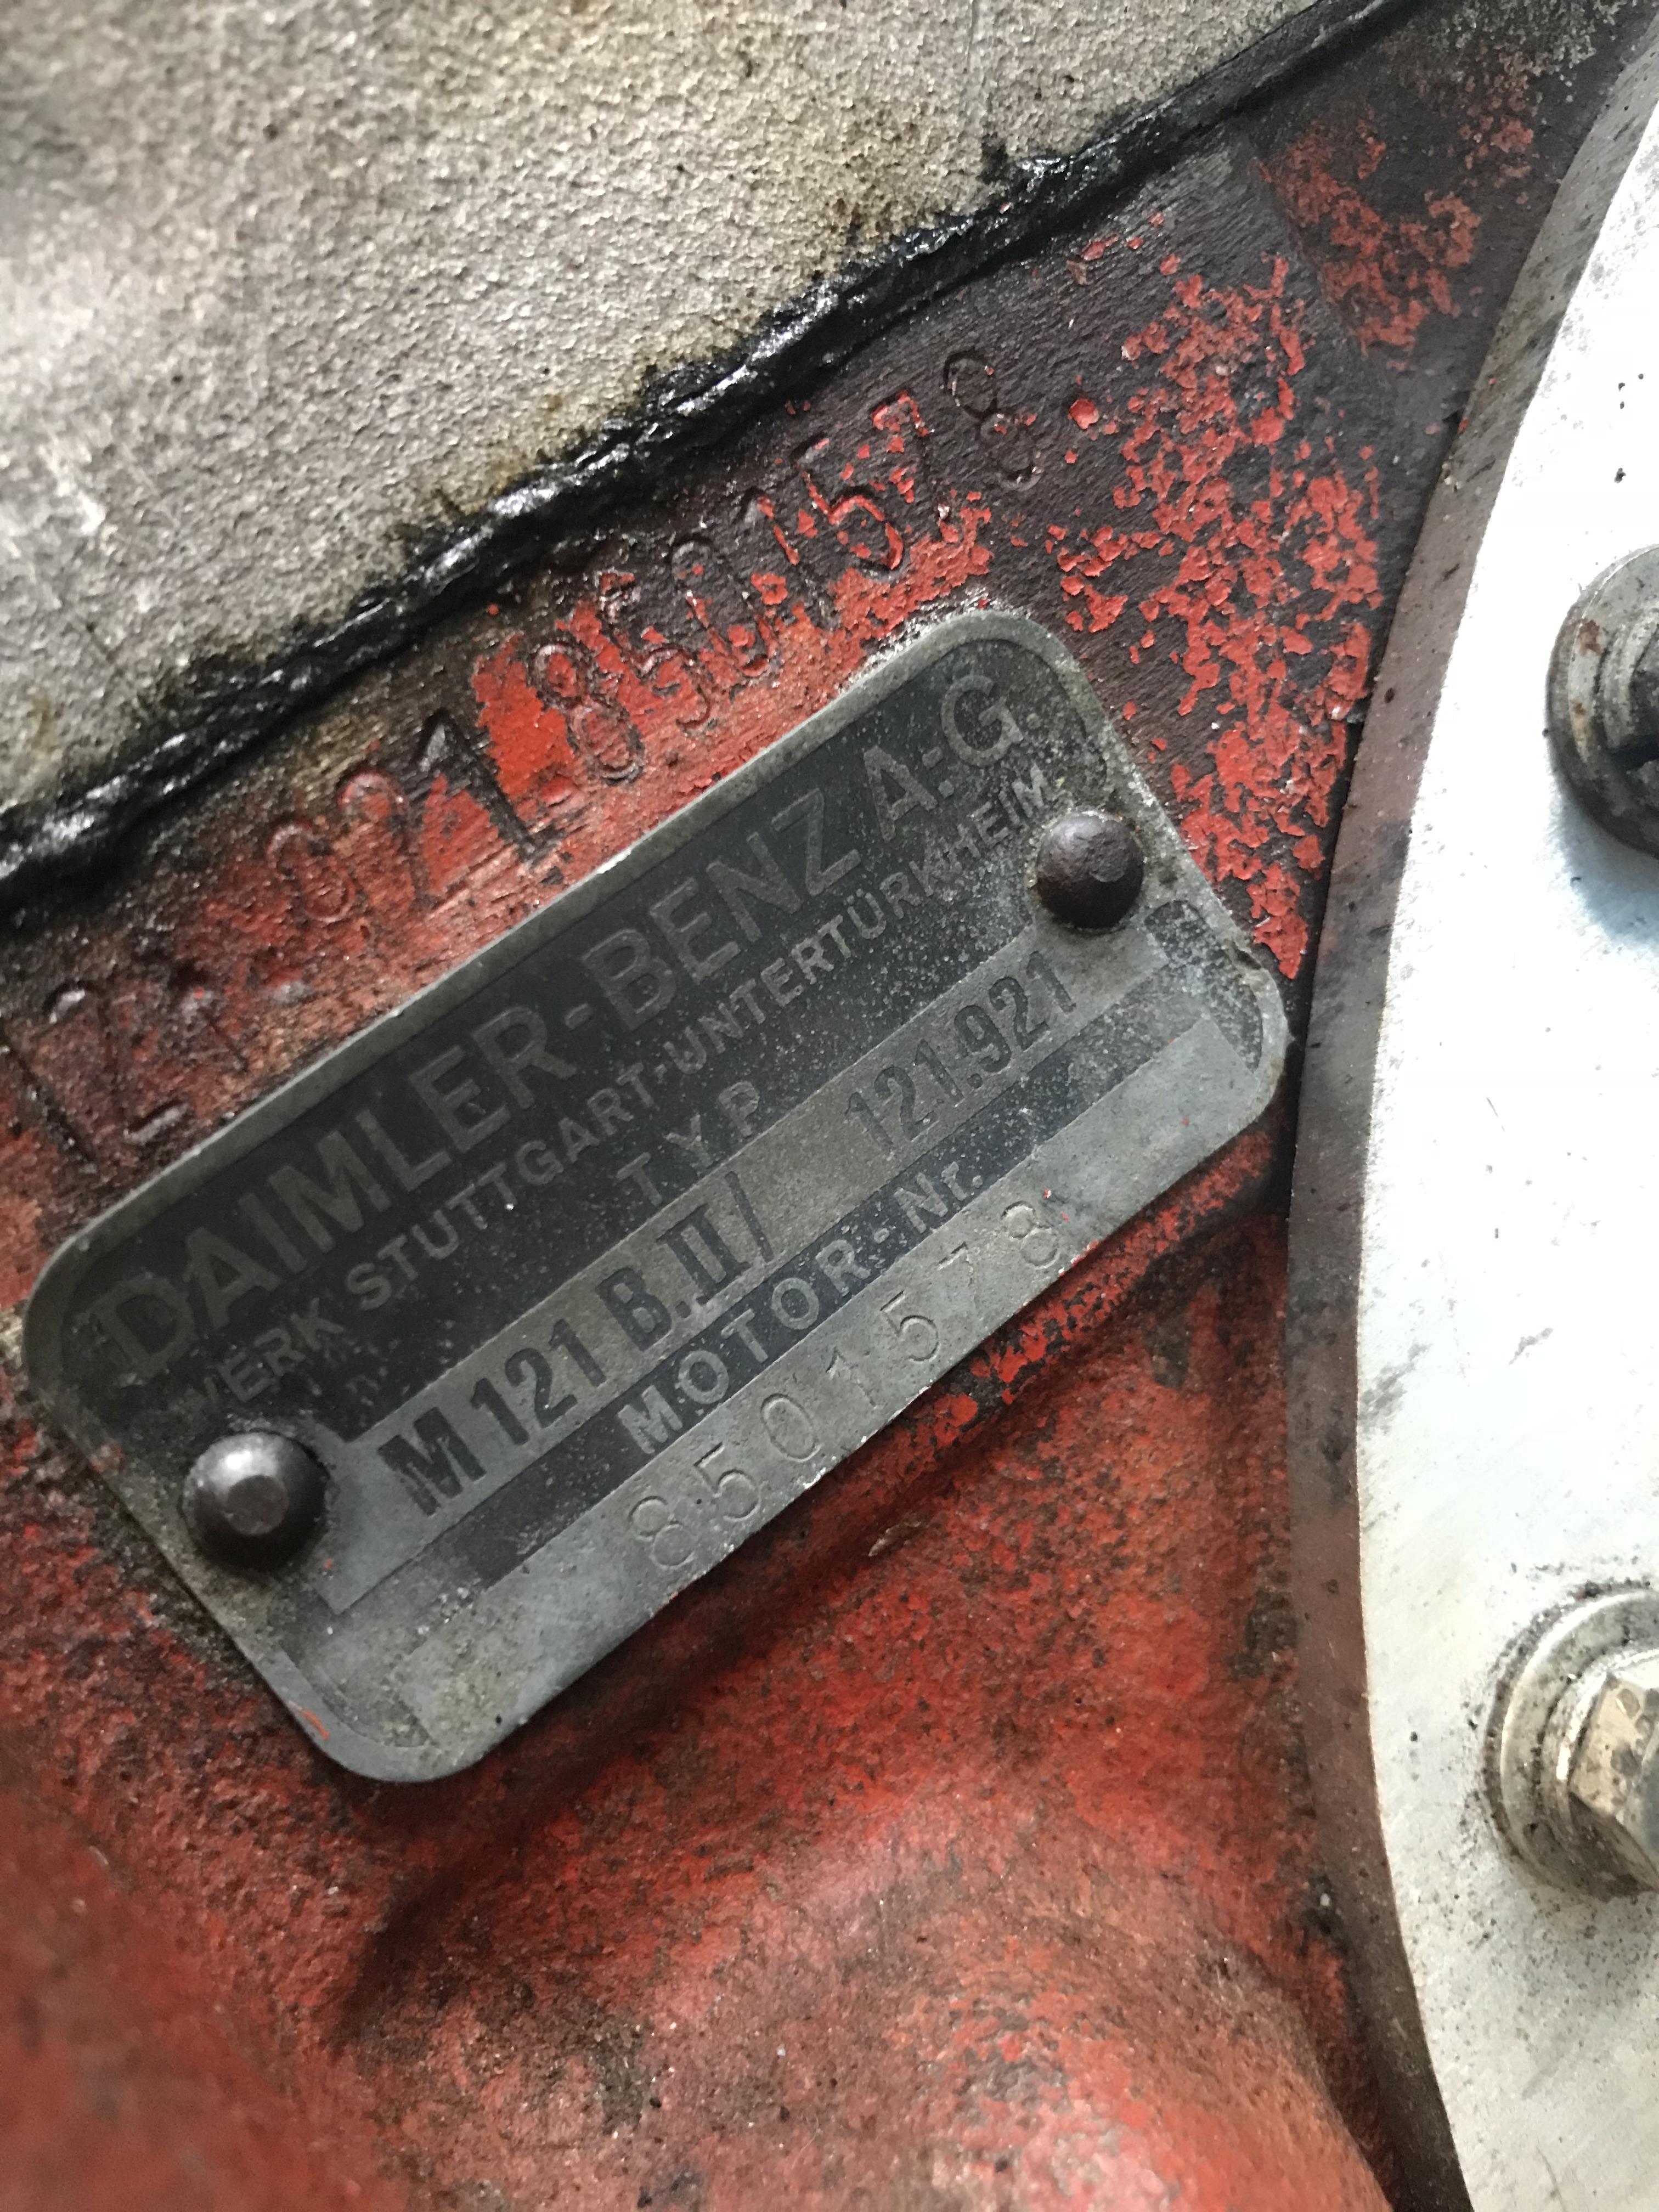 121-921.8501578
DAIMLER-BENZ A.-G.
WERK STUTTGART-UNTERTÜRKHEIM
TYP
M 121 B.II/ 121.921
MOTOR-Nr.
8501578